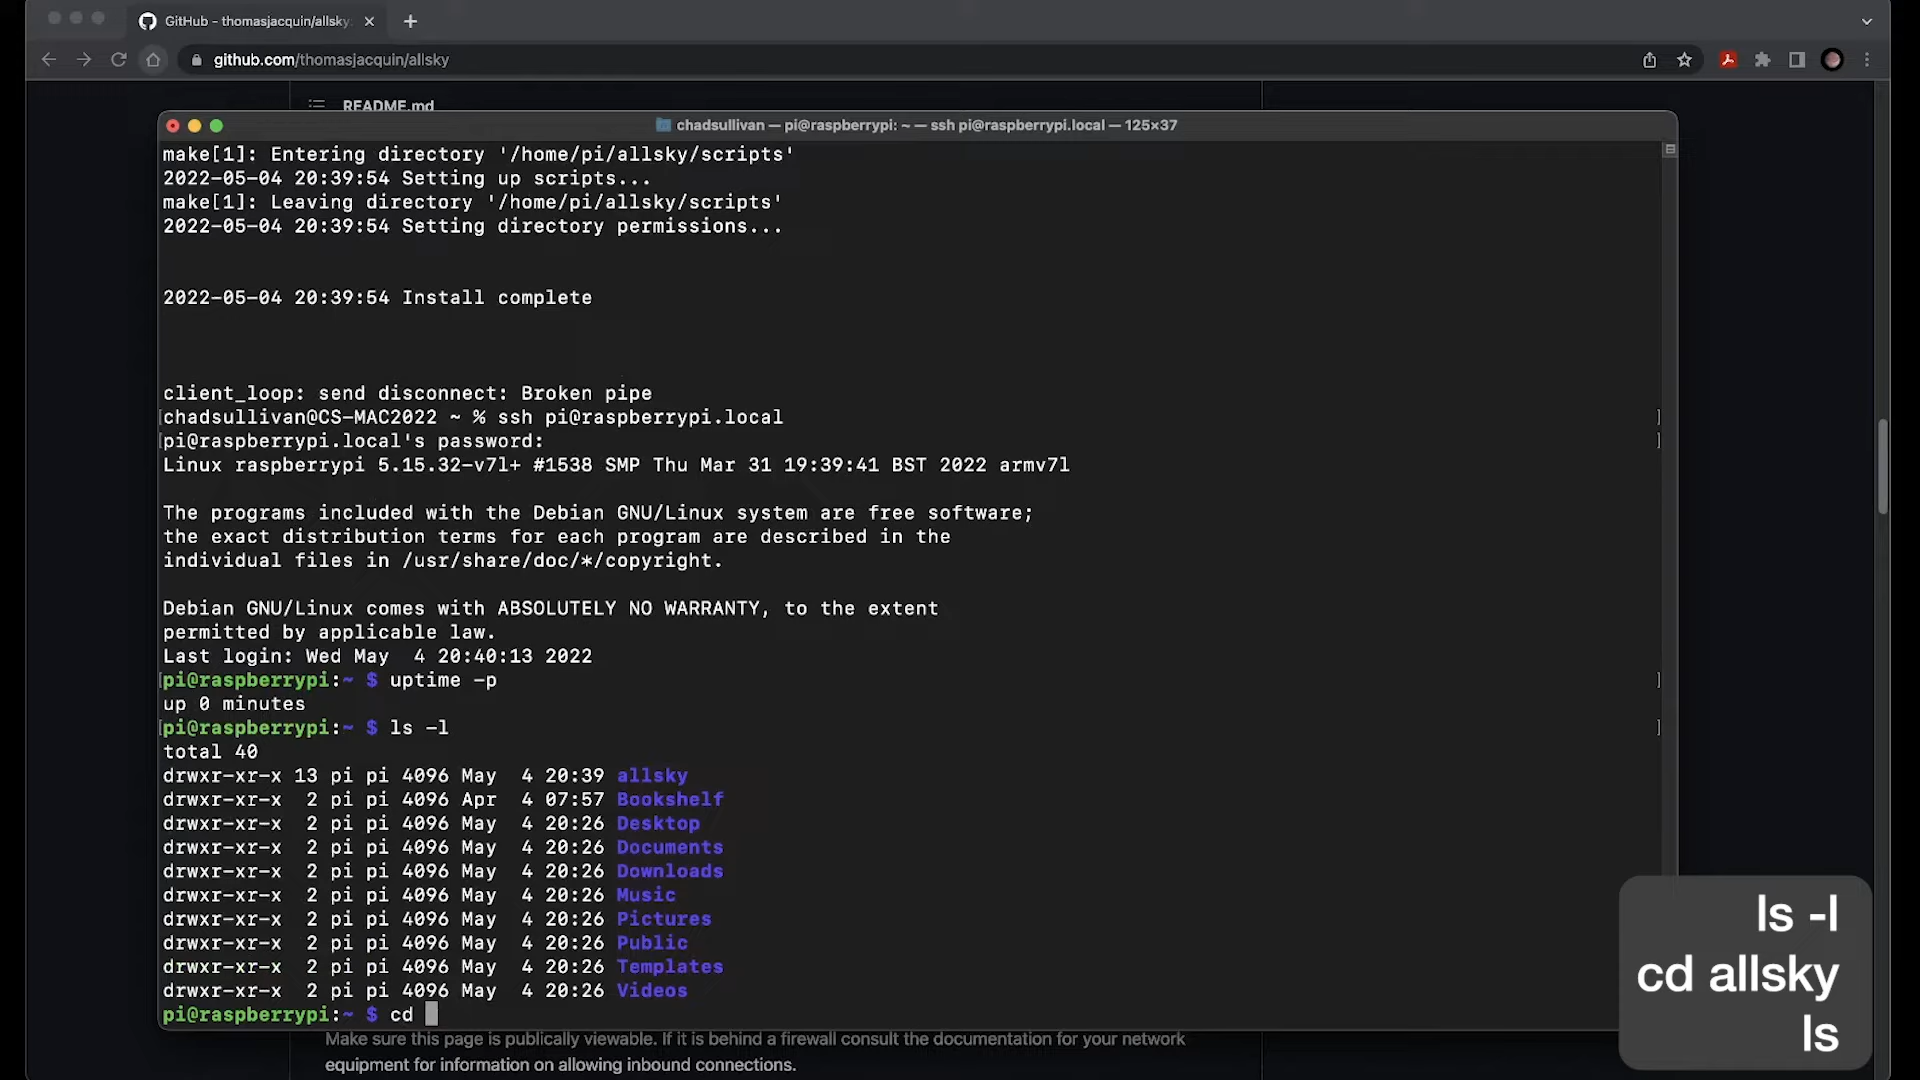 GitHub - thomasjacquin/allsky:
github.com/thomasjacquin/allsky
README.md
chadsullivan — pi@raspberrypi: ~ — ssh pi@raspberrypi.local — 125×37
make[1]: Entering directory '/home/pi/allsky/scripts'
2022-05-04 20:39:54 Setting up scripts...
make[1]: Leaving directory '/home/pi/allsky/scripts'
2022-05-04 20:39:54 Setting directory permissions...
2022-05-04 20:39:54 Install complete
client_loop: send disconnect: Broken pipe
[chadsullivan@CS-MAC2022 ~ % ssh pi@raspberrypi.local ]
[pi@raspberrypi.local's password: ]
Linux raspberrypi 5.15.32-v7l+ #1538 SMP Thu Mar 31 19:39:41 BST 2022 armv7l
The programs included with the Debian GNU/Linux system are free software;
the exact distribution terms for each program are described in the
individual files in /usr/share/doc/*/copyright.
Debian GNU/Linux comes with ABSOLUTELY NO WARRANTY, to the extent
permitted by applicable law.
Last login: Wed May  4 20:40:13 2022
[pi@raspberrypi:~ $ uptime -p ]
up 0 minutes
[pi@raspberrypi:~ $ ls -l ]
total 40
drwxr-xr-x 13 pi pi 4096 May  4 20:39 allsky
drwxr-xr-x  2 pi pi 4096 Apr  4 07:57 Bookshelf
drwxr-xr-x  2 pi pi 4096 May  4 20:26 Desktop
drwxr-xr-x  2 pi pi 4096 May  4 20:26 Documents
drwxr-xr-x  2 pi pi 4096 May  4 20:26 Downloads
drwxr-xr-x  2 pi pi 4096 May  4 20:26 Music
drwxr-xr-x  2 pi pi 4096 May  4 20:26 Pictures
drwxr-xr-x  2 pi pi 4096 May  4 20:26 Public
drwxr-xr-x  2 pi pi 4096 May  4 20:26 Templates
drwxr-xr-x  2 pi pi 4096 May  4 20:26 Videos
pi@raspberrypi:~ $ cd
Make sure this page is publically viewable. If it is behind a firewall consult the documentation for your network
equipment for information on allowing inbound connections.
ls -l
cd allsky
ls